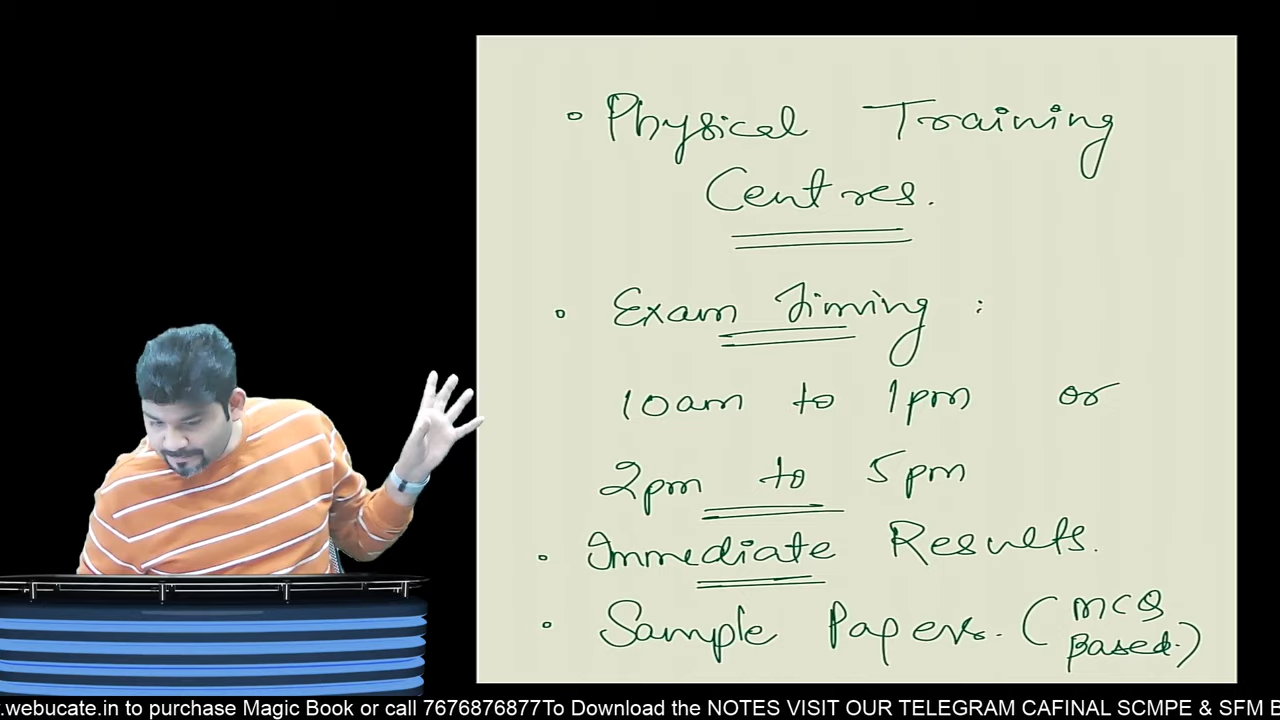 • Physical Training
Centres.
• Exam Timing :
10am to 1pm or
2pm to 5pm
• Immediate Results.
• Sample Papers. (MCQ
Based.)
.webucate.in to purchase Magic Book or call 7676876877To Download the NOTES VISIT OUR TELEGRAM CAFINAL SCMPE & SFM